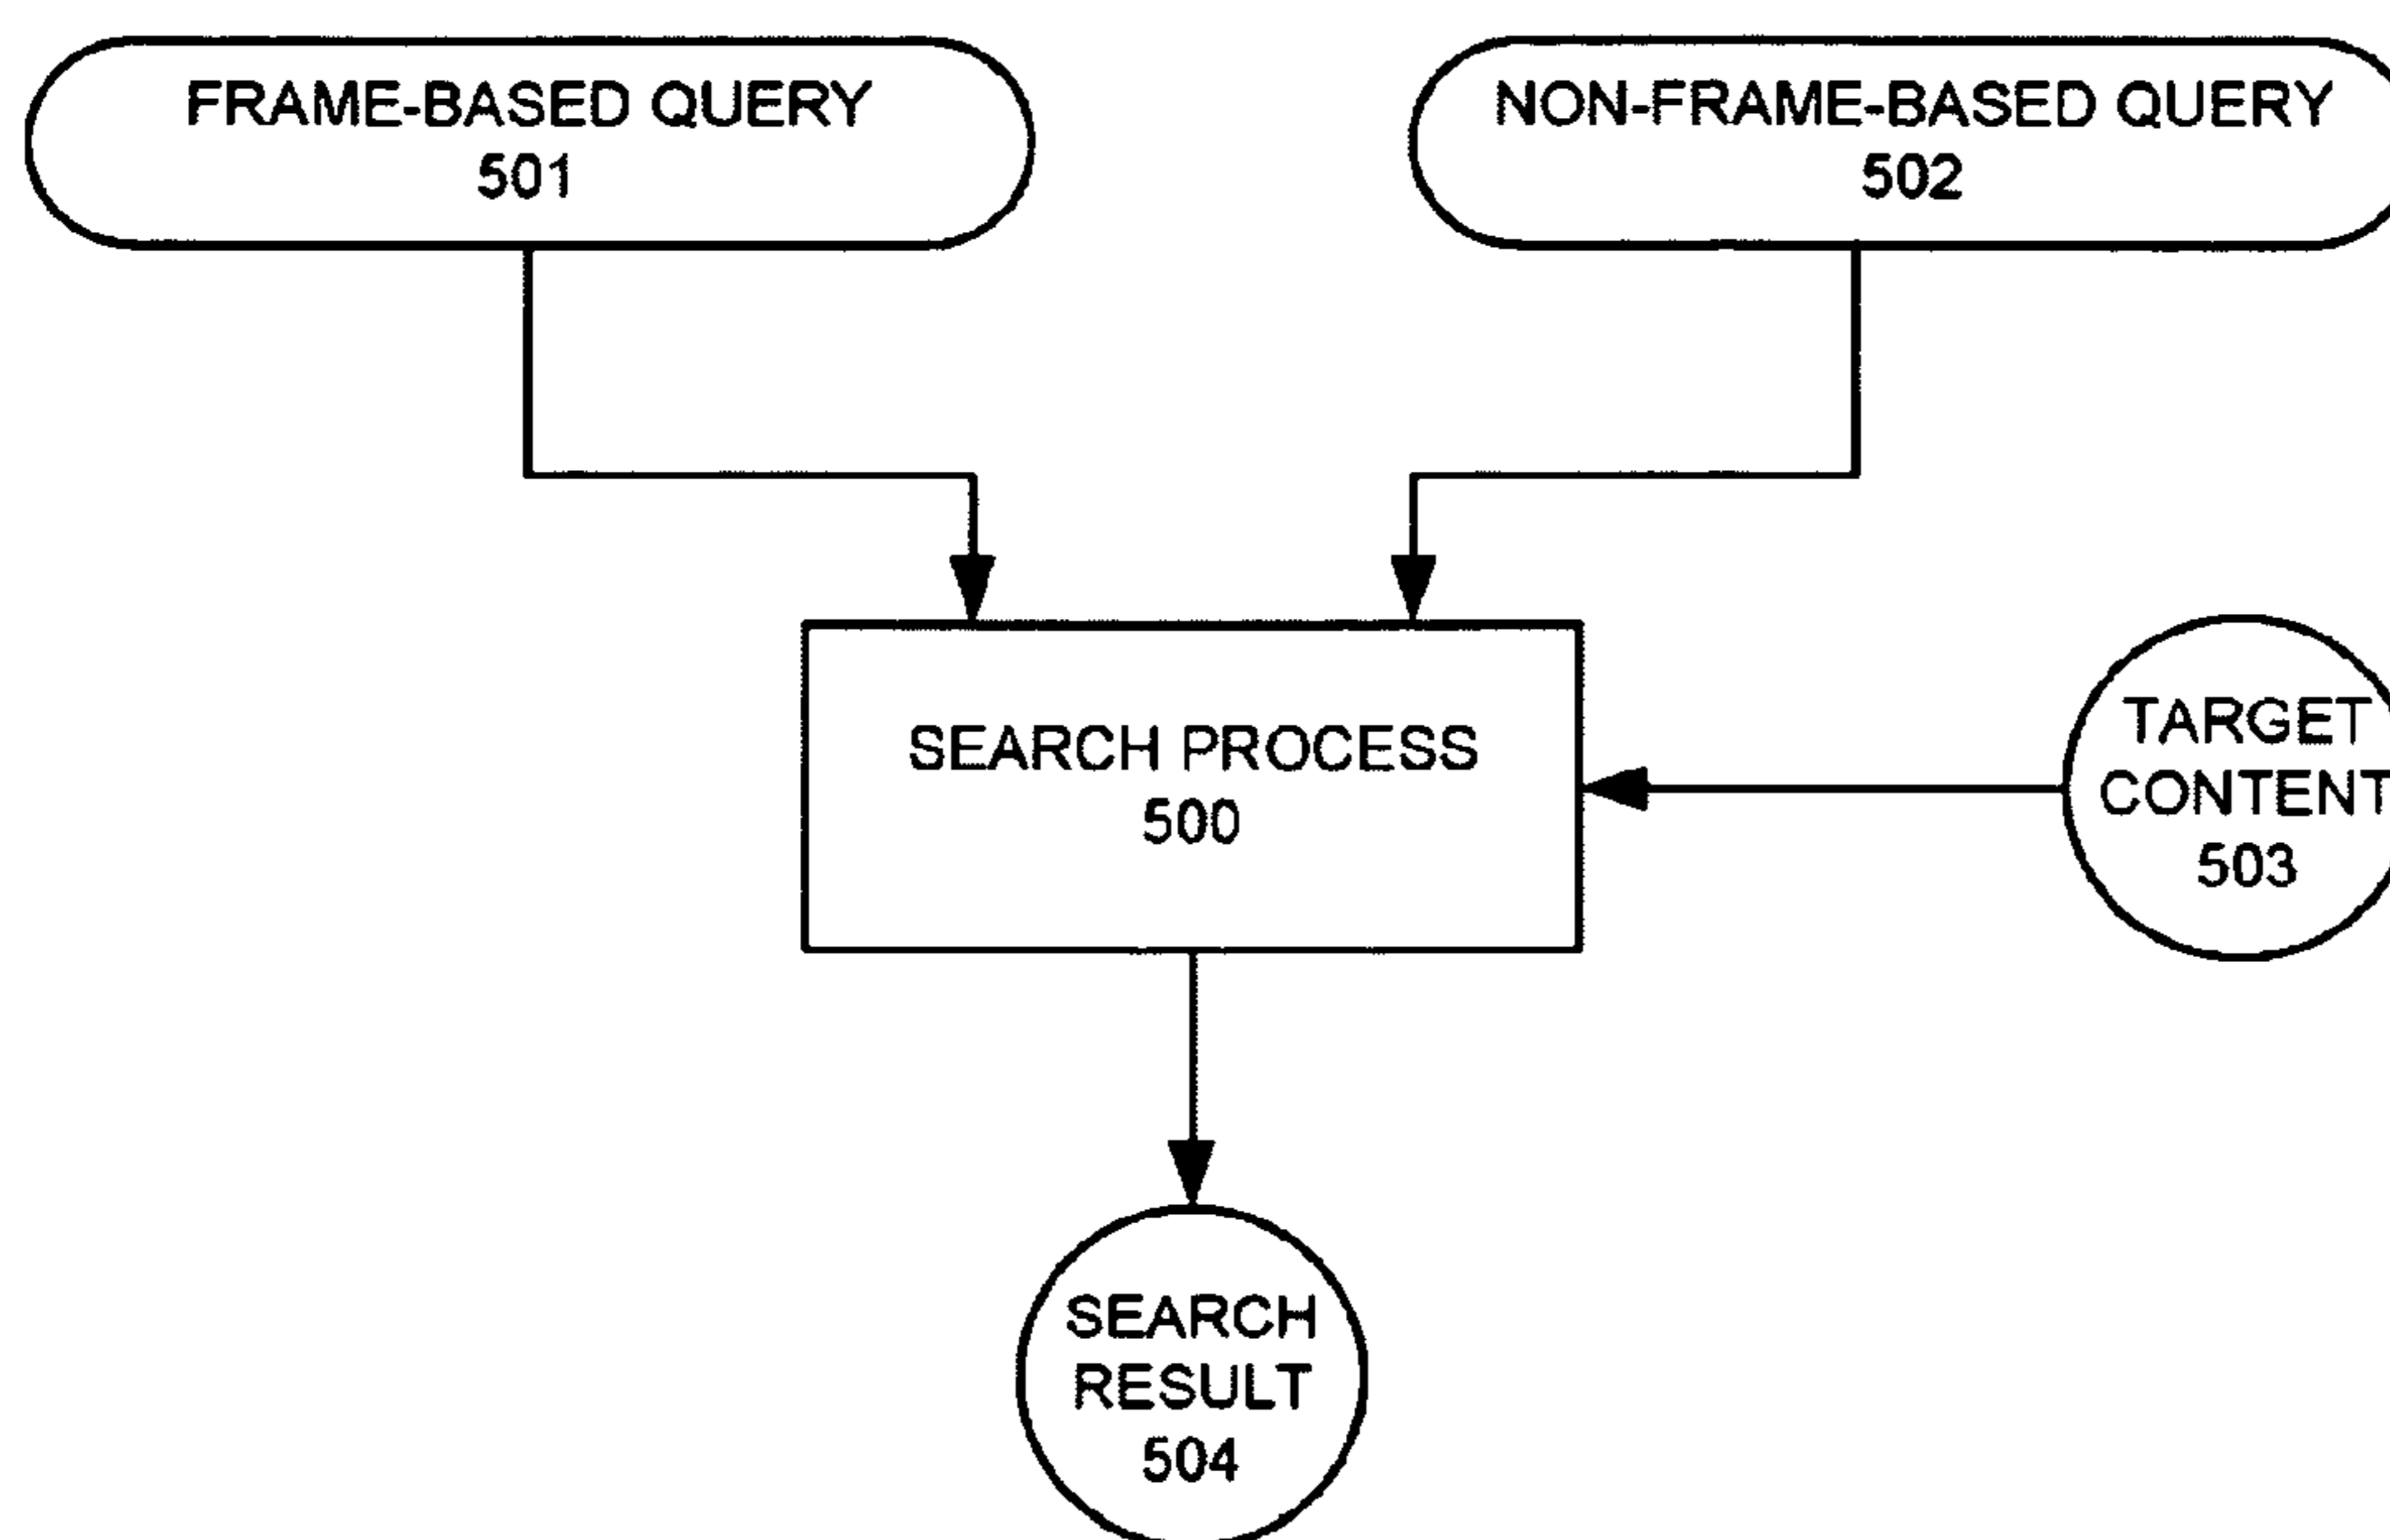 FRAME-BASED QUERY
501
NON-FRAME-BASED QUERY
502
SEARCH PROCESS
500
TARGET
CONTENT
503
SEARCH
RESULT
504